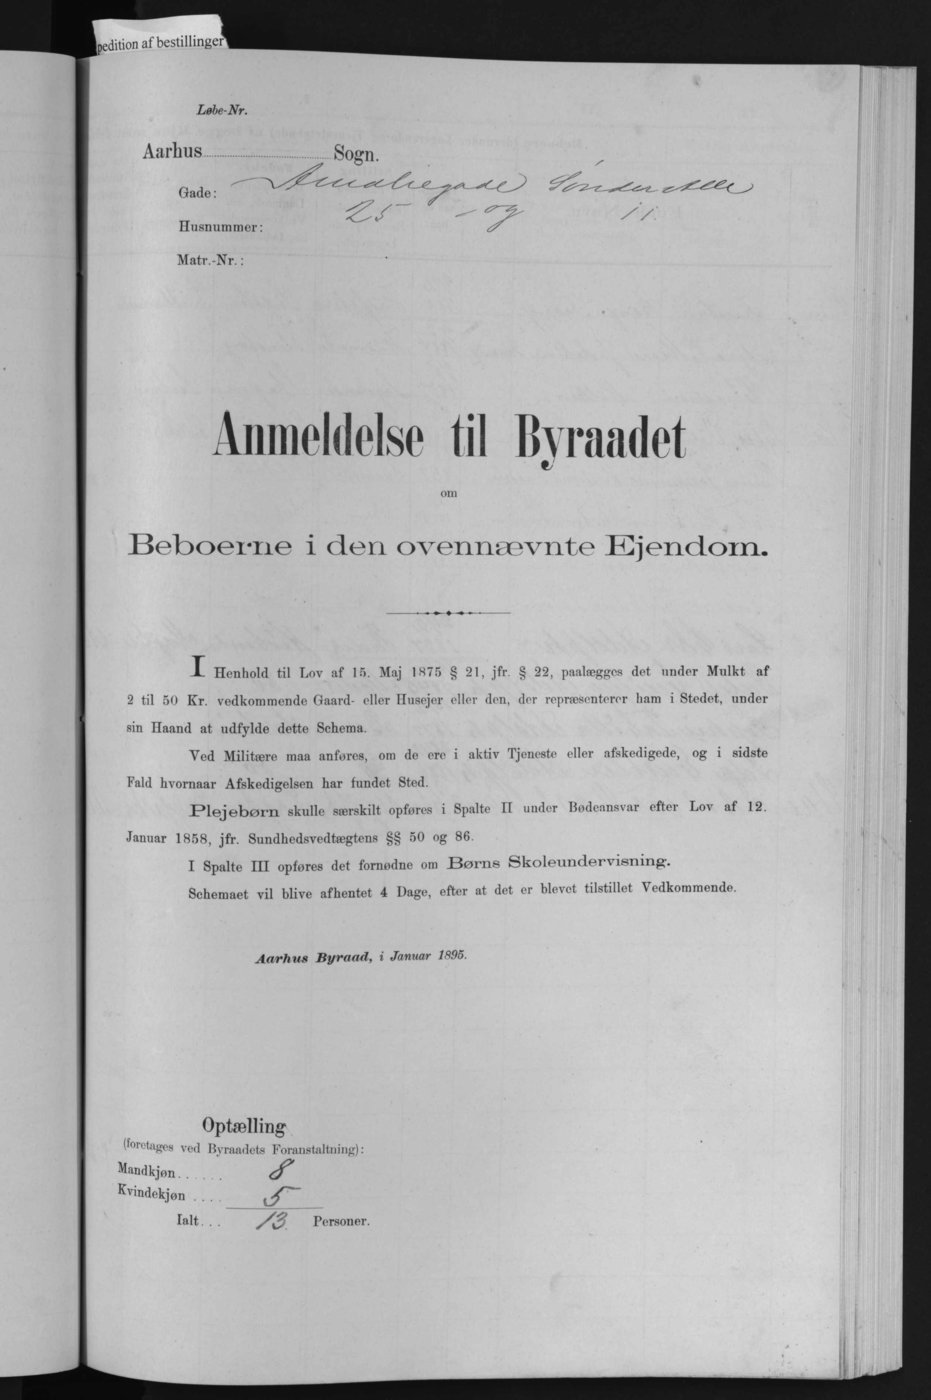 pedition af bestillinger
Løbe-Nr.
Aarhus Sogn.
Gade: Amaliegade Sönder Alle
Husnummer: 25 - og 11.
Matr.-Nr.:
Anmeldelse til Byraadet
om
Beboerne i den ovennævnte Ejendom.
I Henhold til Lov af 15. Maj 1875 § 21, jfr. § 22, paalægges det under Mulkt af
2 til 50 Kr. vedkommende Gaard- eller Husejer eller den, der repræsenterer ham i Stedet, under
sin Haand at udfylde dette Schema.
Ved Militære maa anføres, om de ere i aktiv Tjeneste eller afskedigede, og i sidste
Fald hvornaar Afskedigelsen har fundet Sted.
Plejebørn skulle særskilt opføres i Spalte II under Bødeansvar efter Lov af 12.
Januar 1858, jfr. Sundhedsvedtægtens §§ 50 og 86.
I Spalte III opføres det fornødne om Børns Skoleundervisning.
Schemaet vil blive afhentet 4 Dage, efter at det er blevet tilstillet Vedkommende.
Aarhus Byraad, i Januar 1895.
Optælling
(foretages ved Byraadets Foranstaltning):
Mandkjøn...... 8
Kvindekjøn .... 5
Ialt... 13. Personer.